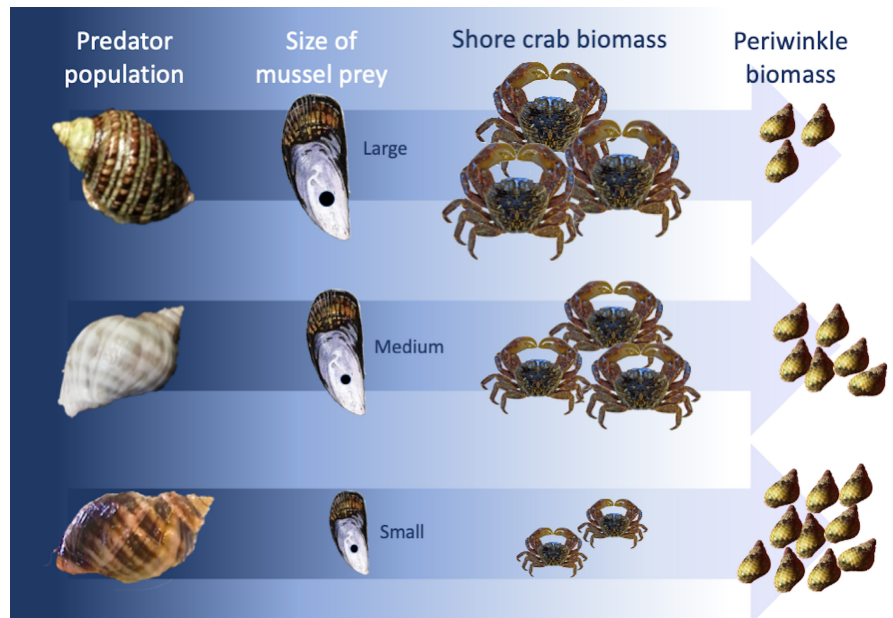 Predator
population
Size of
mussel prey
Shore crab biomass
Periwinkle
biomass
Large
Medium
Small